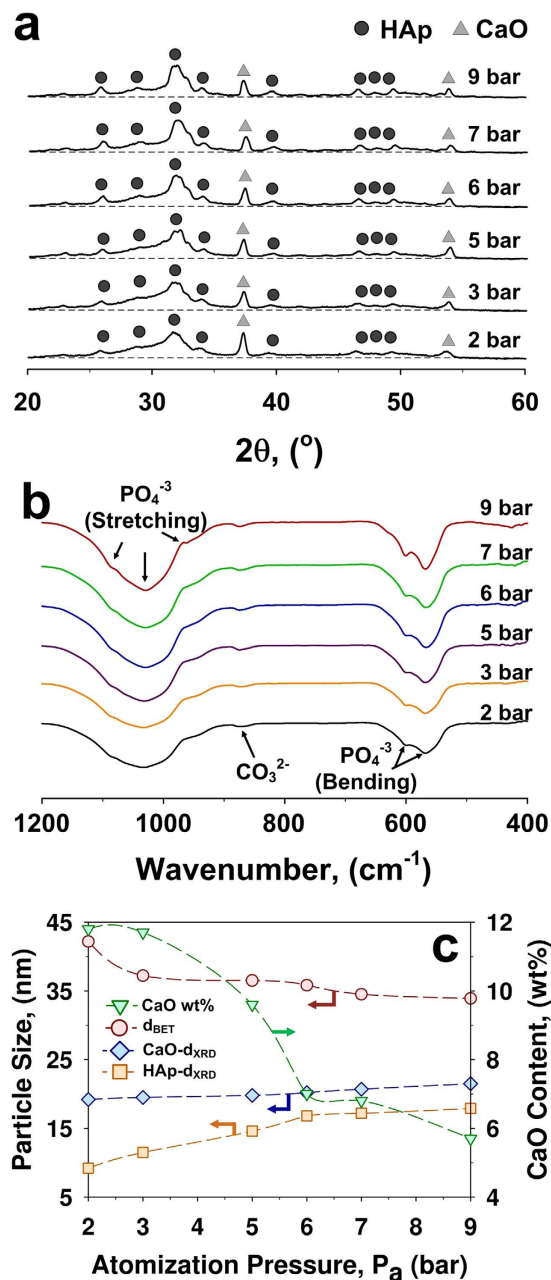 a
HAp CaO
9 bar
7 bar
6 bar
5 bar
3 bar
2 bar
20 30 40 50 60
2θ, (°)
b
PO₄⁻³
(Stretching)
9 bar
7 bar
6 bar
5 bar
3 bar
2 bar
CO₃²⁻
PO₄⁻³
(Bending)
1200 1000 800 600 400
Wavenumber, (cm⁻¹)
c
45
35
25
15
5
Particle Size, (nm)
CaO wt%
d_BET
CaO-d_XRD
HAp-d_XRD
12
10
8
6
4
CaO Content, (wt%)
2 3 4 5 6 7 8 9
Atomization Pressure, Pₐ (bar)